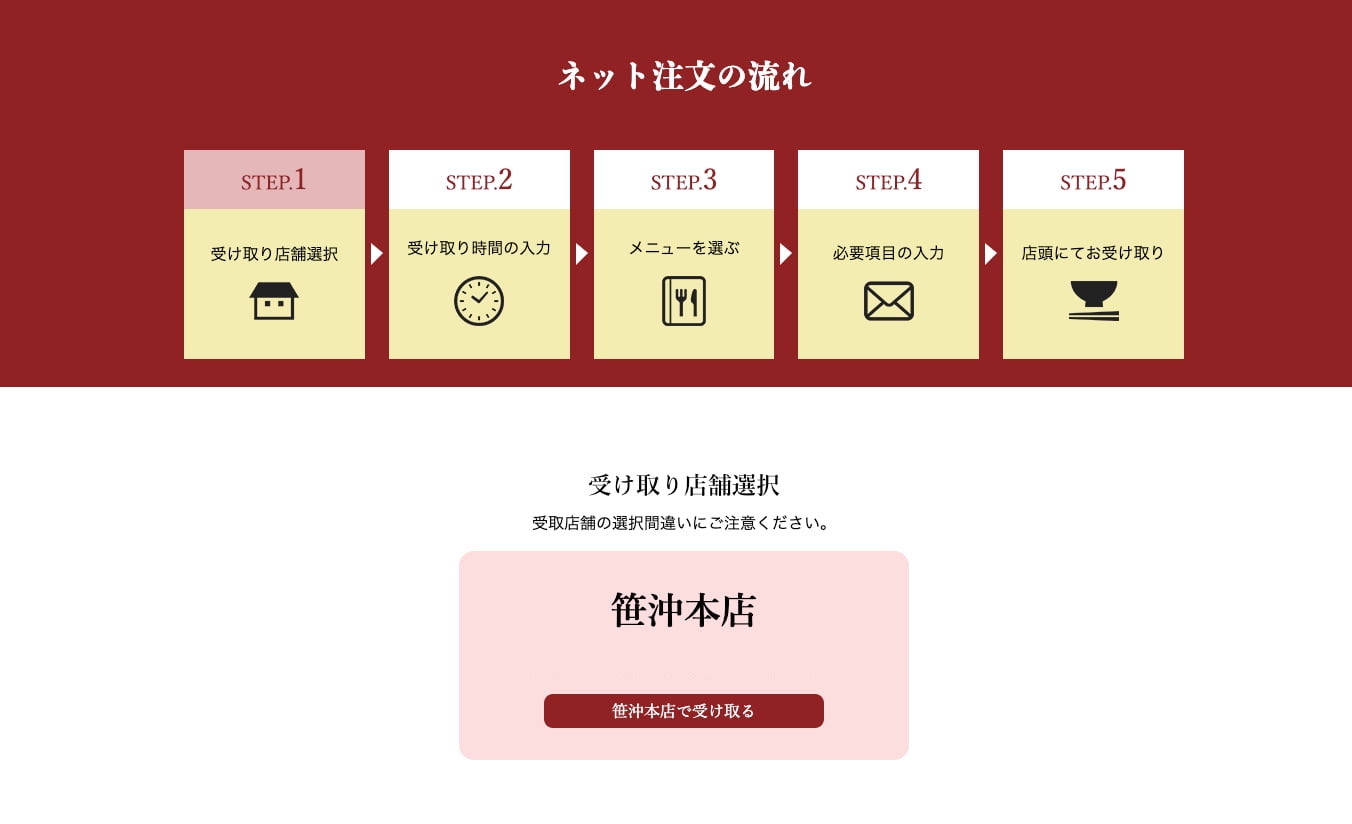 ネット注文の流れ
STEP.1
受け取り店舗選択
STEP.2
受け取り時間の入力
STEP.3
メニューを選ぶ
STEP.4
必要項目の入力
STEP.5
店頭にてお受け取り
受け取り店舗選択
受取店舗の選択間違いにご注意ください。
笹沖本店
笹沖本店で受け取る